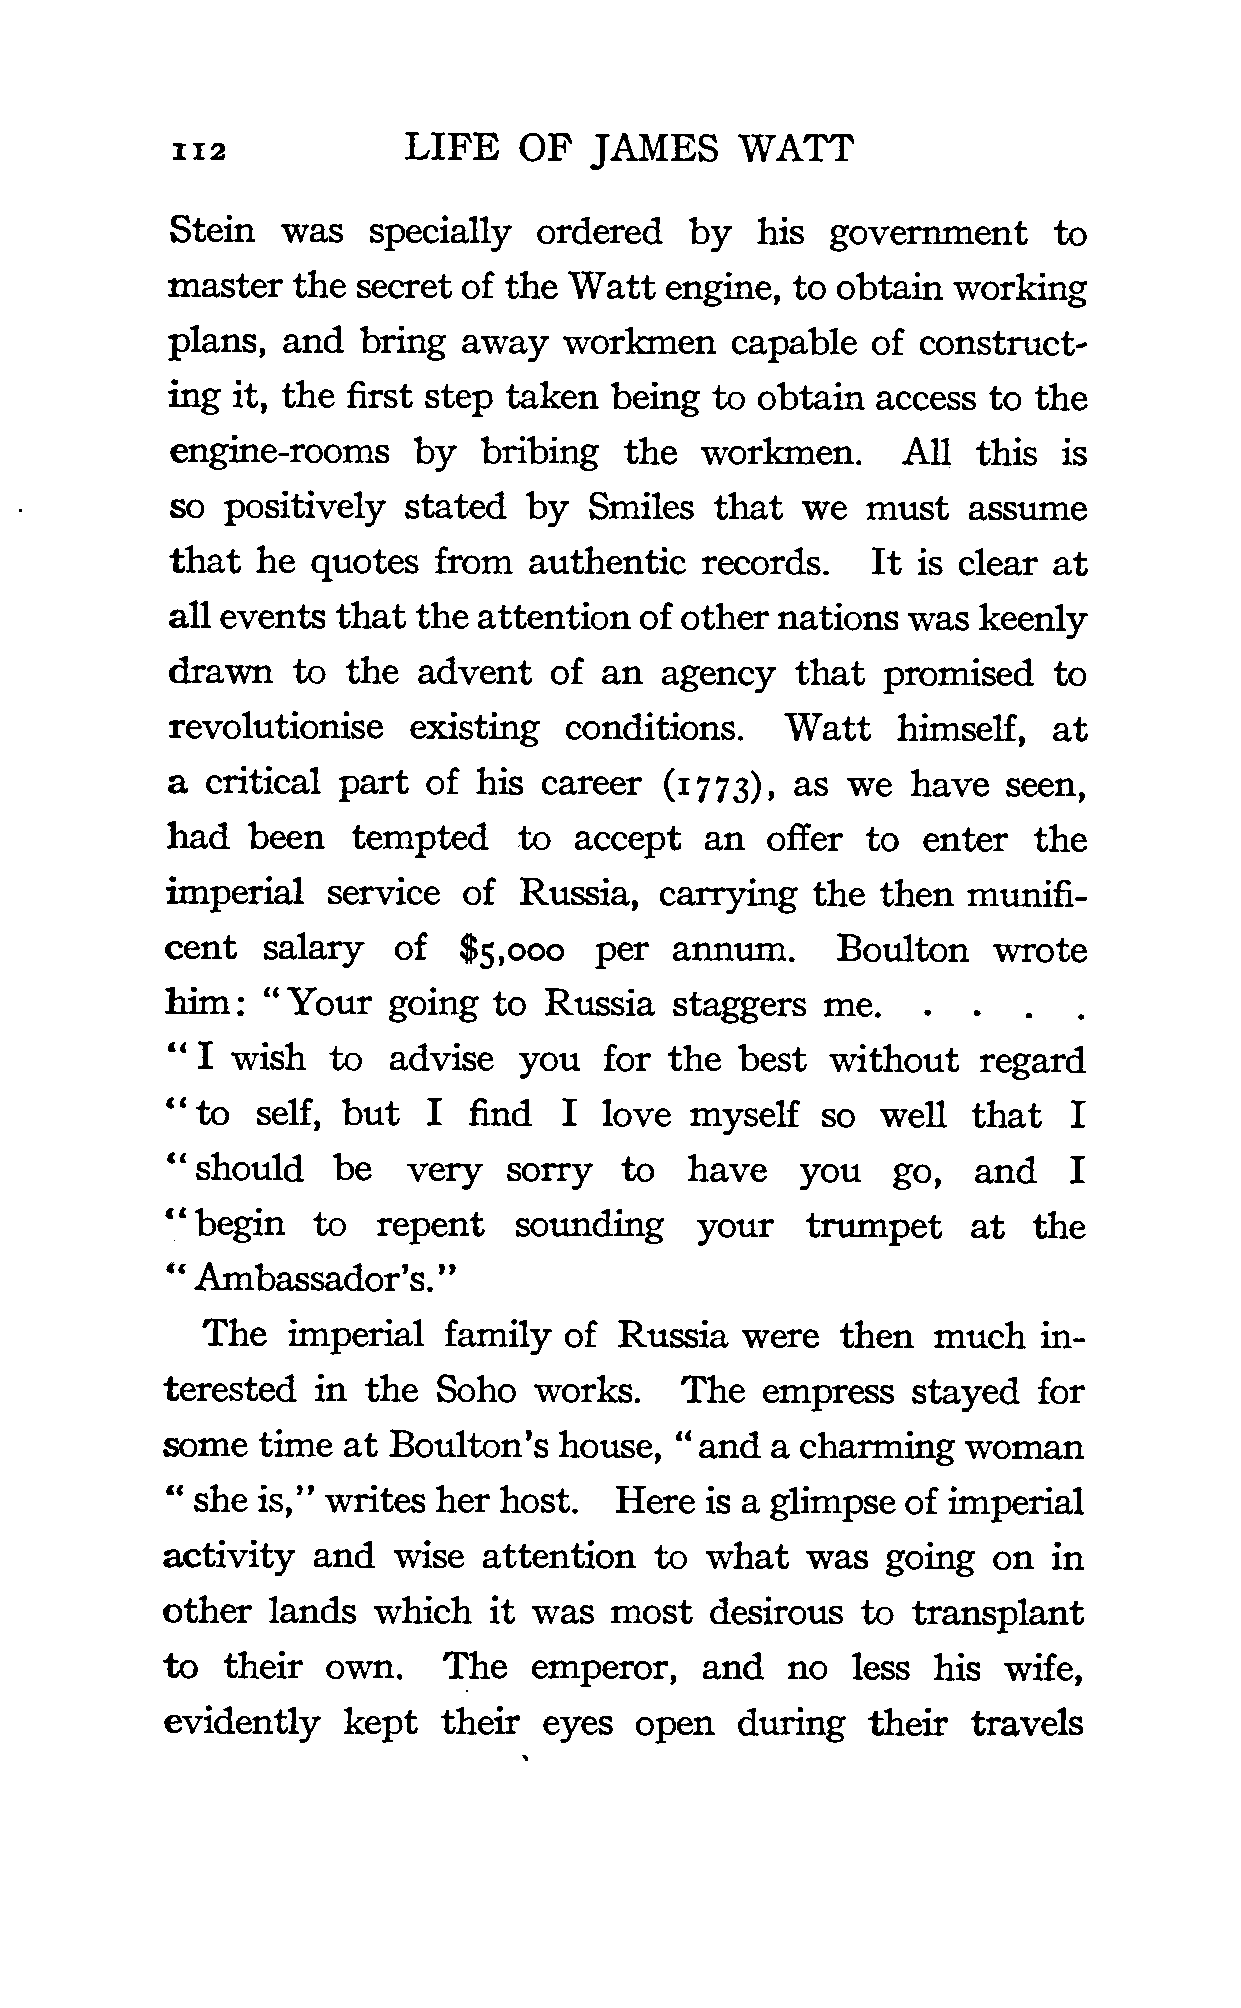 112 LIFE OF JAMES WATT
Stein was specially ordered by his government to
master the secret of the Watt engine, to obtain working
plans, and bring away workmen capable of construct-
ing it, the first step taken being to obtain access to the
engine-rooms by bribing the workmen. All this is
so positively stated by Smiles that we must assume
that he quotes from authentic records. It is clear at
all events that the attention of other nations was keenly
drawn to the advent of an agency that promised to
revolutionise existing conditions. Watt himself, at
a critical part of his career (1773), as we have seen,
had been tempted to accept an offer to enter the
imperial service of Russia, carrying the then munifi-
cent salary of $5,000 per annum. Boulton wrote
him: "Your going to Russia staggers me. . . . .
"I wish to advise you for the best without regard
"to self, but I find I love myself so well that I
"should be very sorry to have you go, and I
"begin to repent sounding your trumpet at the
"Ambassador's."
The imperial family of Russia were then much in-
terested in the Soho works. The empress stayed for
some time at Boulton's house, "and a charming woman
"she is," writes her host. Here is a glimpse of imperial
activity and wise attention to what was going on in
other lands which it was most desirous to transplant
to their own. The emperor, and no less his wife,
evidently kept their eyes open during their travels